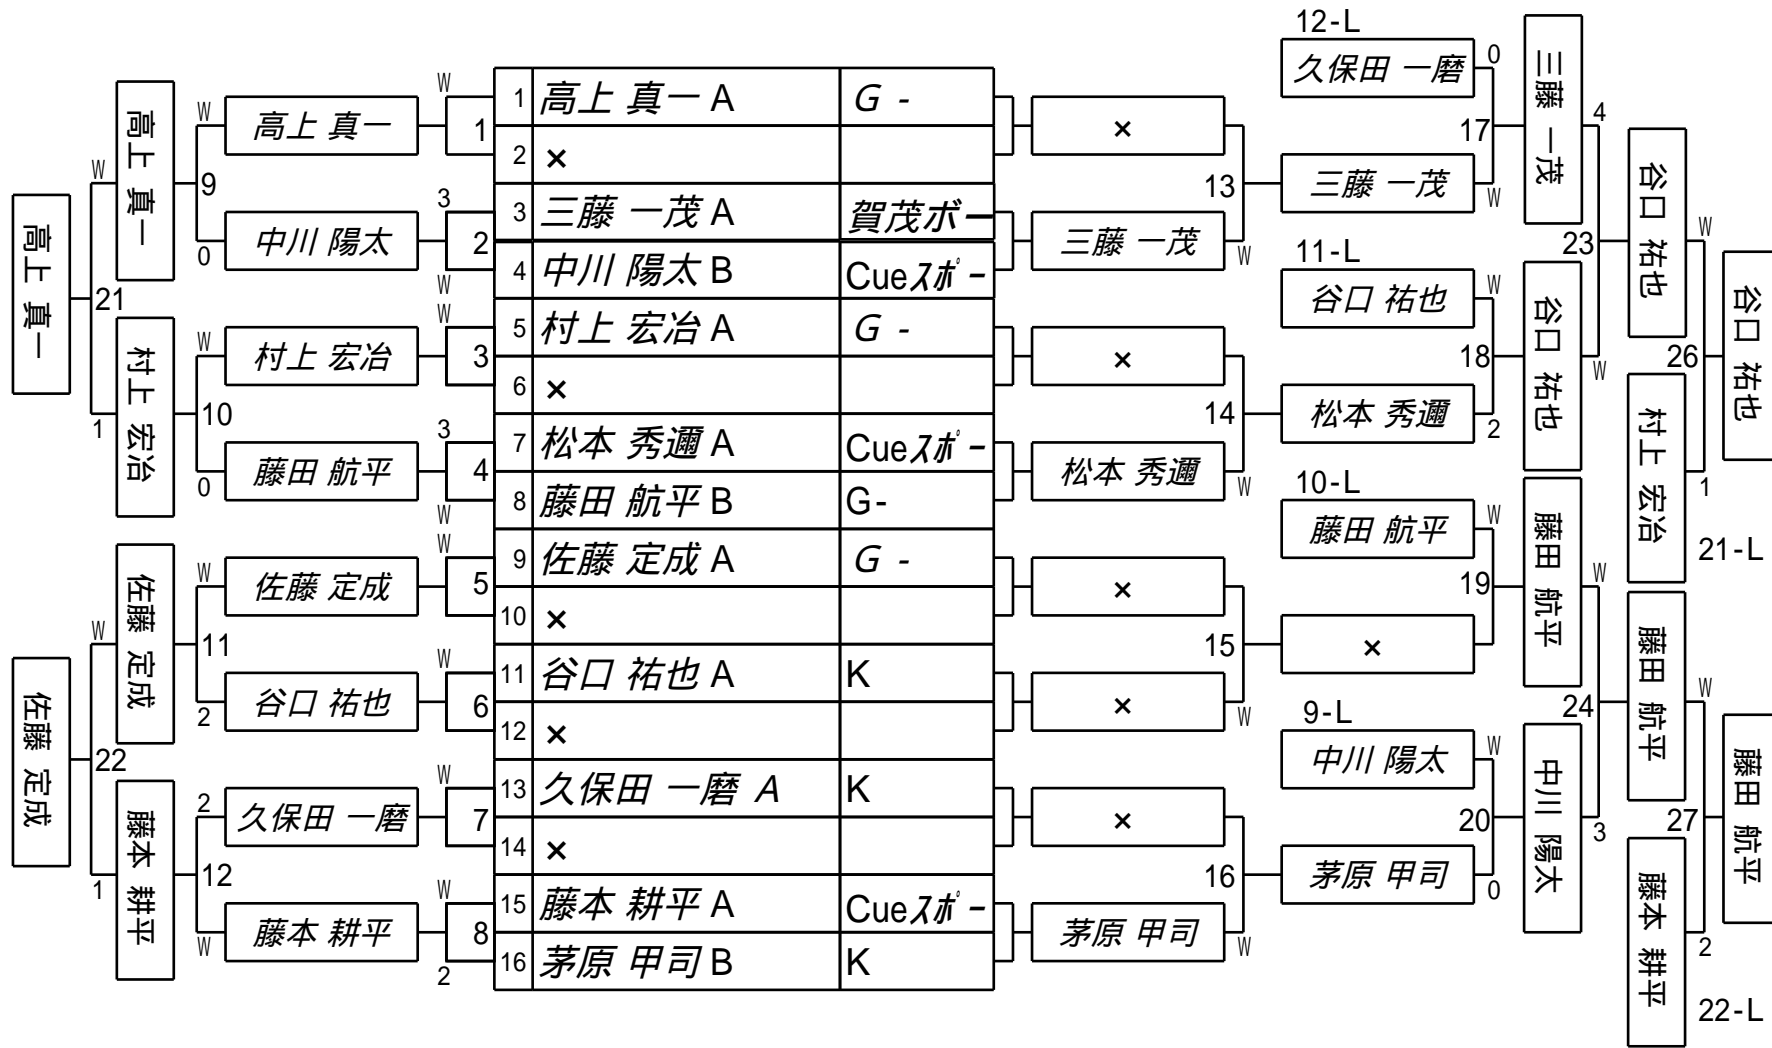 高上 真一
佐藤 定成
W
21
1
W
22
1
高上 真一
村上 宏冶
佐藤 定成
藤本 耕平
W
9
0
W
10
0
W
11
2
2
12
W
高上 真一
中川 陽太
村上 宏冶
藤田 航平
佐藤 定成
谷口 祐也
久保田 一磨
藤本 耕平
W
1
3
2
W
W
3
3
4
W
W
5
W
6
W
7
W
8
2
1 高上 真一 A G -
2 ×
3 三藤 一茂 A 賀茂ボー
4 中川 陽太 B Cueスポー
5 村上 宏冶 A G -
6 ×
7 松本 秀邇 A Cueスポー
8 藤田 航平 B G-
9 佐藤 定成 A G -
10 ×
11 谷口 祐也 A K
12 ×
13 久保田 一磨 A K
14 ×
15 藤本 耕平 A Cueスポー
16 茅原 甲司 B K
×
三藤 一茂
×
松本 秀邇
×
×
×
茅原 甲司
13
W
14
W
15
W
16
W
12-L
久保田 一磨
三藤 一茂
11-L
谷口 祐也
松本 秀邇
10-L
藤田 航平
×
9-L
中川 陽太
茅原 甲司
0
17
W
W
18
2
W
19
W
20
0
三藤 一茂
谷口 祐也
藤田 航平
中川 陽太
4
23
W
W
24
3
谷口 祐也
村上 宏冶
21-L
藤田 航平
藤本 耕平
22-L
W
26
1
W
27
2
谷口 祐也
藤田 航平